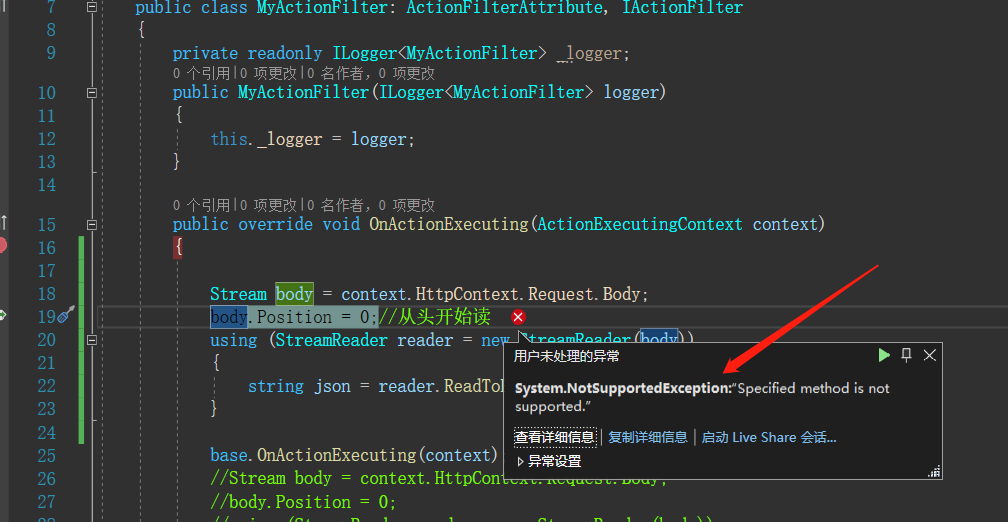 7 public class MyActionFilter: ActionFilterAttribute, IActionFilter
8 {
9 private readonly ILogger<MyActionFilter> _logger;
0 个引用|0 项更改|0 名作者, 0 项更改
10 public MyActionFilter(ILogger<MyActionFilter> logger)
11 {
12 this._logger = logger;
13 }
14
0 个引用|0 项更改|0 名作者, 0 项更改
15 public override void OnActionExecuting(ActionExecutingContext context)
16 {
17
18 Stream body = context.HttpContext.Request.Body;
19 body.Position = 0;//从头开始读
20 using (StreamReader reader = new StreamReader(body))
21 {
22 string json = reader.ReadTo
23 }
24
25 base.OnActionExecuting(context)
26 //Stream body = context.HttpContext.Request.Body;
27 //body.Position = 0;
用户未处理的异常
System.NotSupportedException:“Specified method is not
supported.”
查看详细信息 | 复制详细信息 | 启动 Live Share 会话...
异常设置